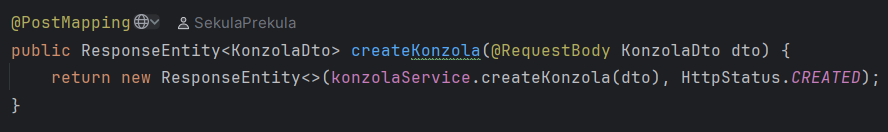 @PostMapping SekulaPrekula
public ResponseEntity<KonzolaDto> createKonzola(@RequestBody KonzolaDto dto) {
    return new ResponseEntity<>(konzolaService.createKonzola(dto), HttpStatus.CREATED);
}